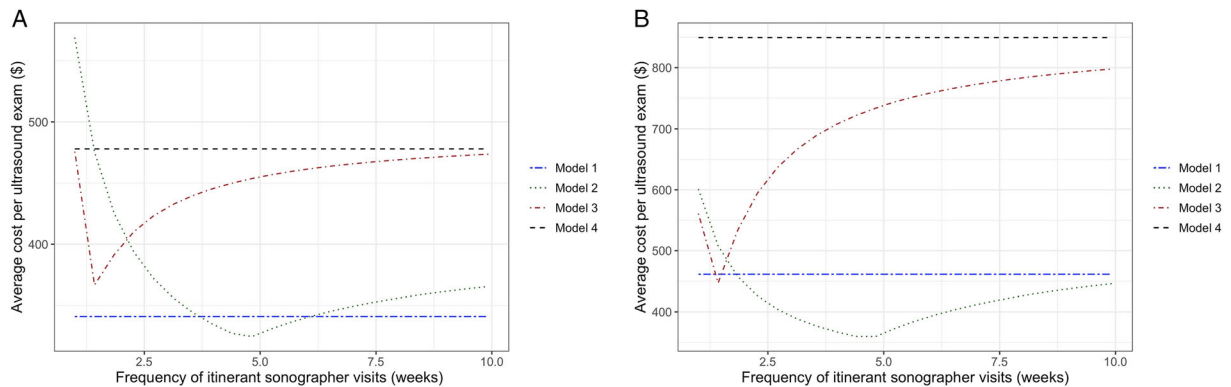 A
Average cost per ultrasound exam ($)
500
400
2.5 5.0 7.5 10.0
Frequency of itinerant sonographer visits (weeks)
Model 1
Model 2
Model 3
Model 4
B
Average cost per ultrasound exam ($)
800
700
600
500
400
2.5 5.0 7.5 10.0
Frequency of itinerant sonographer visits (weeks)
Model 1
Model 2
Model 3
Model 4